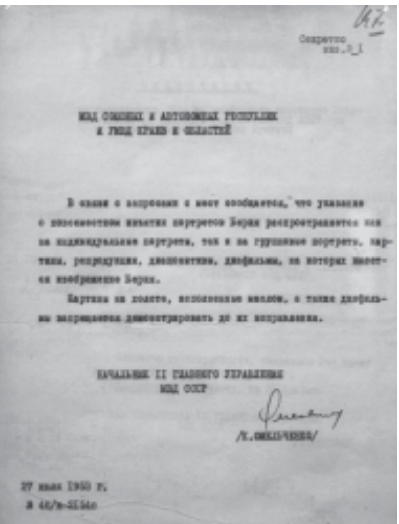 Секретно
экз. № 1
МВД СОЮЗНЫХ И АВТОНОМНЫХ РЕСПУБЛИК
И УМВД КРАЕВ И ОБЛАСТЕЙ
В связи с запросами с мест сообщается, что указание
о повсеместном изъятии портретов Берия распространяется как
на индивидуальные портреты, так и на групповые портреты, кар-
тины, репродукции, диапозитивы, диафильмы, на которых имеет-
ся изображение Берия.
Картины на холсте, исполненные маслом, а также диафиль-
мы запрещается демонстрировать до их исправления.
НАЧАЛЬНИК II ГЛАВНОГО УПРАВЛЕНИЯ
МВД СССР
/К.ОМЕЛЬЧЕНКО/
27 июля 1953 г.